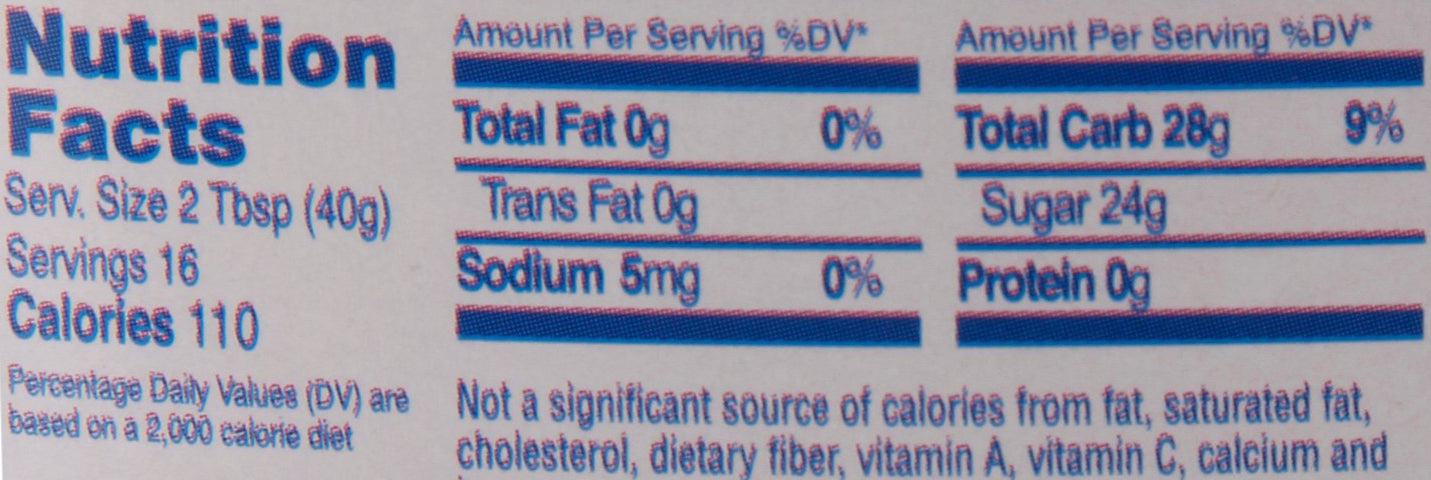 Nutrition
Facts
Serv. Size 2 Tbsp (40g)
Servings 16
Calories 110
Percentage Daily Values (DV) are
based on a 2,000 calorie diet
Amount Per Serving %DV*
Total Fat 0g 0%
Trans Fat 0g
Sodium 5mg 0%
Amount Per Serving %DV*
Total Carb 28g 9%
Sugar 24g
Protein 0g
Not a significant source of calories from fat, saturated fat,
cholesterol, dietary fiber, vitamin A, vitamin C, calcium and